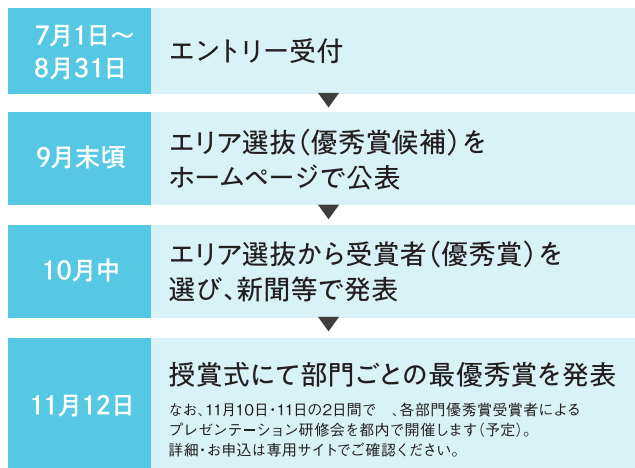 7月1日〜
8月31日
エントリー受付
9月末頃
エリア選抜（優秀賞候補）を
ホームページで公表
10月中
エリア選抜から受賞者（優秀賞）を
選び、新聞等で発表
11月12日
授賞式にて部門ごとの最優秀賞を発表
なお、11月10日・11日の2日間で　、各部門優秀賞受賞者による
プレゼンテーション研修会を都内で開催します（予定）。
詳細・お申込は専用サイトでご確認ください。